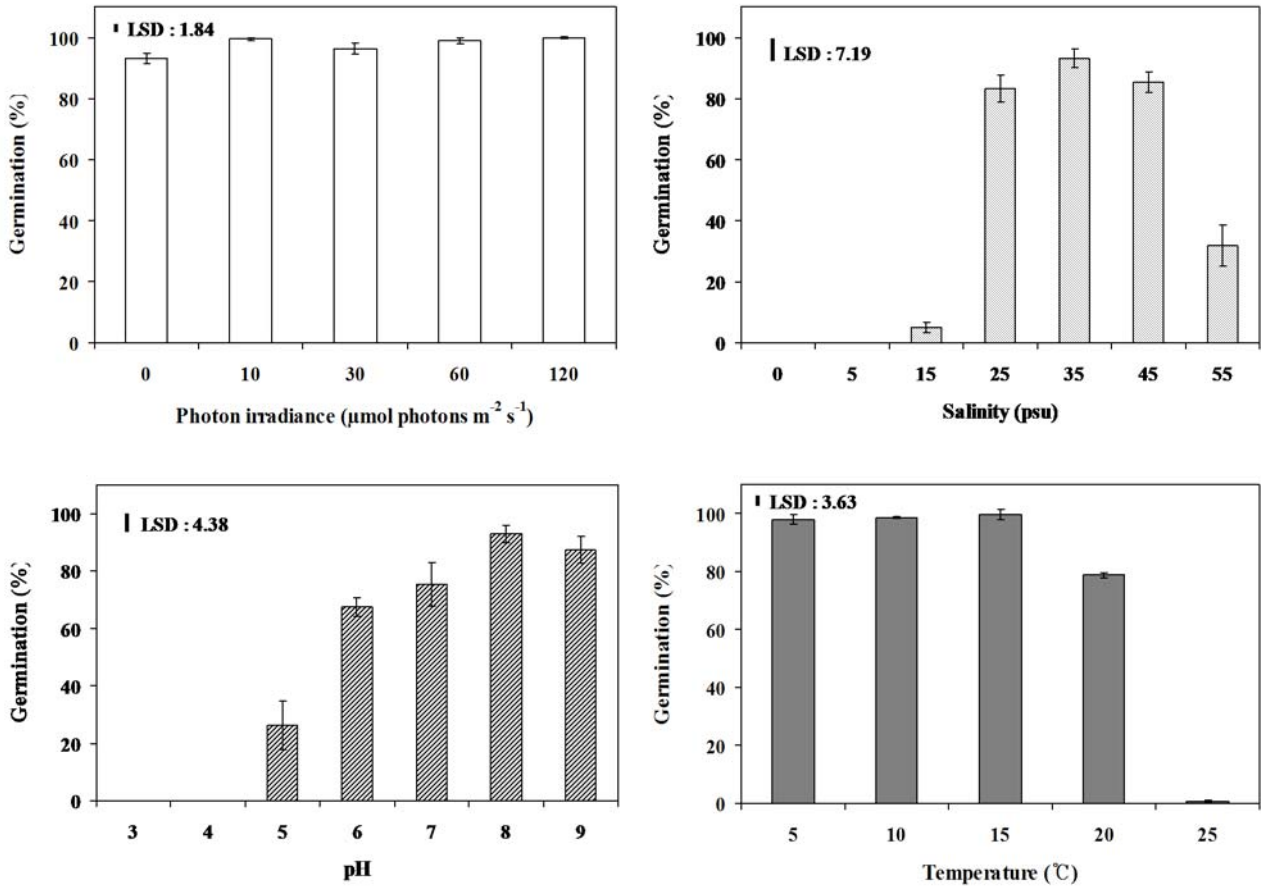 LSD : 1.84
Germination (%)
100
80
60
40
20
0
0 10 30 60 120
Photon irradiance (µmol photons m⁻² s⁻¹)
LSD : 7.19
Germination (%)
100
80
60
40
20
0
0 5 15 25 35 45 55
Salinity (psu)
LSD : 4.38
Germination (%)
100
80
60
40
20
0
3 4 5 6 7 8 9
pH
LSD : 3.63
Germination (%)
100
80
60
40
20
0
5 10 15 20 25
Temperature (℃)